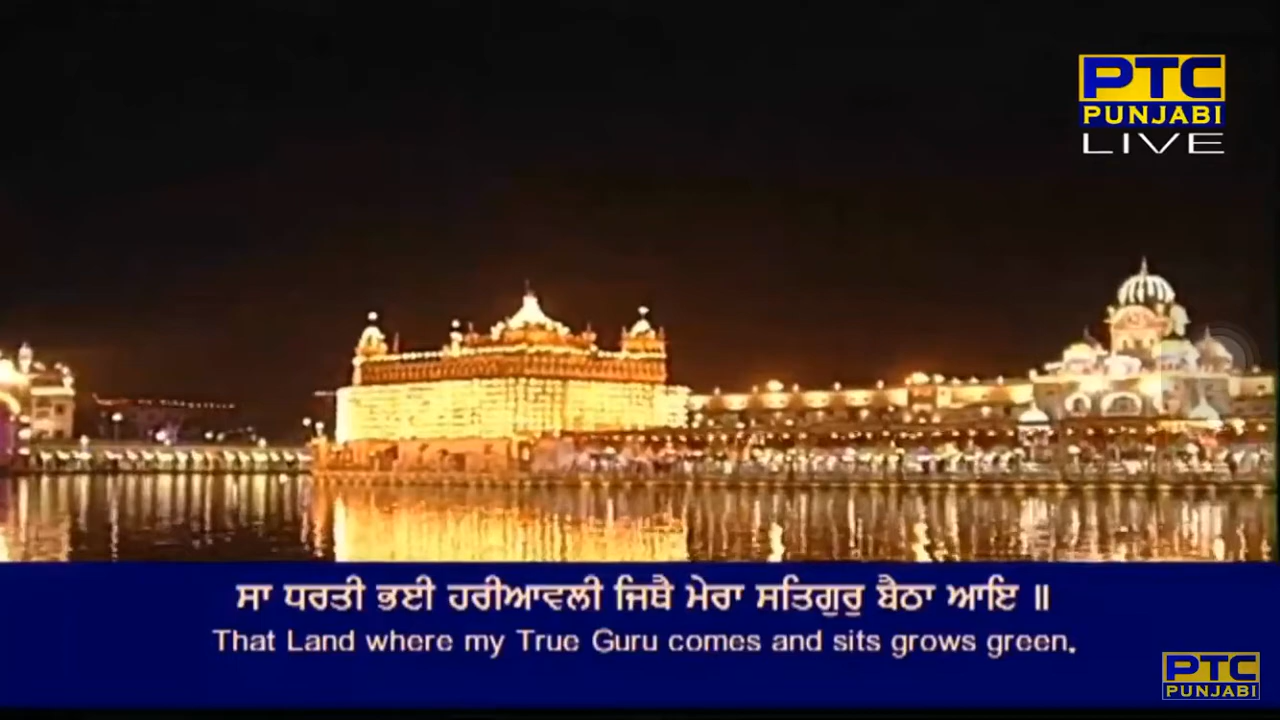 PTC
PUNJABI
LIVE
ਸਾ ਧਰਤੀ ਭਈ ਹਰੀਆਵਲੀ ਜਿਥੈ ਮੇਰਾ ਸਤਿਗੁਰੁ ਬੈਠਾ ਆਇ ॥
That Land where my True Guru comes and sits grows green.
PTC
PUNJABI